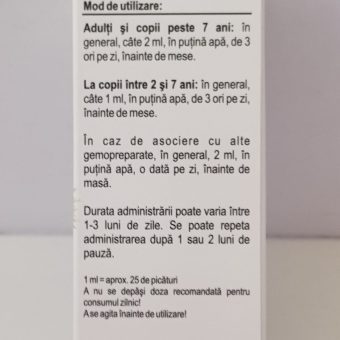 Mod de utilizare:
Adulți și copii peste 7 ani: în
general, câte 2 ml, în puțină apă, de 3
ori pe zi, înainte de mese.
La copii între 2 și 7 ani: în general,
câte 1 ml, în puțină apă, de 3 ori pe zi,
înainte de mese.
În caz de asociere cu alte
gemopreparate, în general, 2 ml, în
puțină apă, o dată pe zi, înainte de
masă.
Durata administrării poate varia între
1-3 luni de zile. Se poate repeta
administrarea după 1 sau 2 luni de
pauză.
1 ml = aprox. 25 de picături
A nu se depăși doza recomandată pentru
consumul zilnic!
A se agita înainte de utilizare!